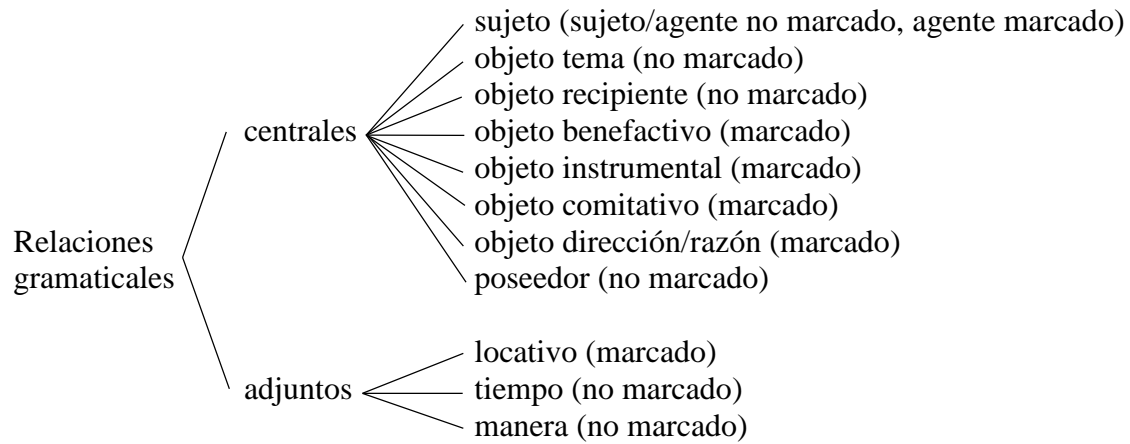 sujeto (sujeto/agente no marcado, agente marcado)
objeto tema (no marcado)
objeto recipiente (no marcado)
centrales
objeto benefactivo (marcado)
objeto instrumental (marcado)
objeto comitativo (marcado)
Relaciones
gramaticales
objeto dirección/razón (marcado)
poseedor (no marcado)
locativo (marcado)
adjuntos
tiempo (no marcado)
manera (no marcado)